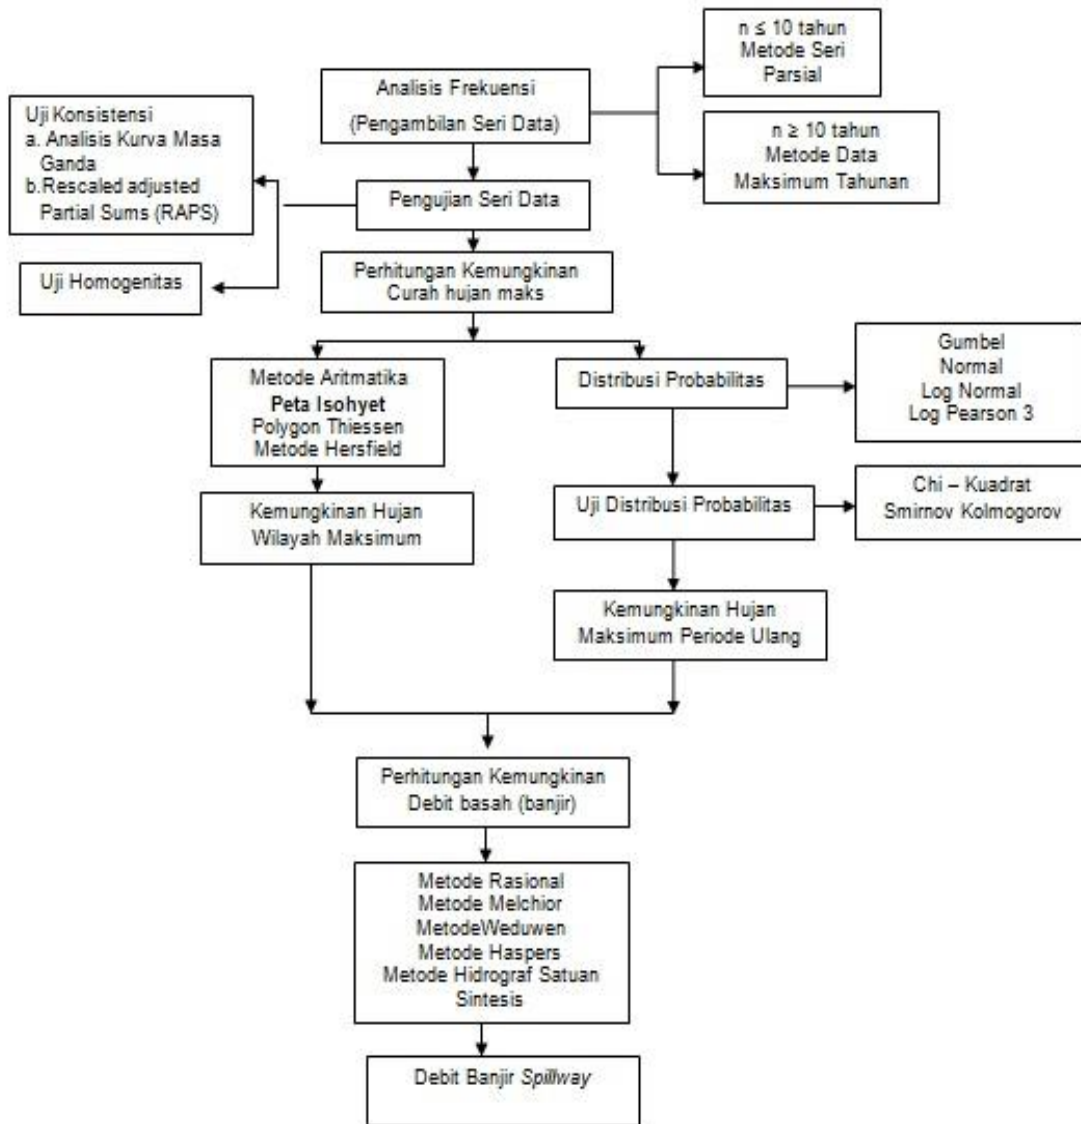 n ≤ 10 tahun
Metode Seri
Parsial
Analisis Frekuensi
(Pengambilan Seri Data)
n ≥ 10 tahun
Metode Data
Maksimum Tahunan
Uji Konsistensi
a. Analisis Kurva Masa
Ganda
b.Rescaled adjusted
Partial Sums (RAPS)
Pengujian Seri Data
Uji Homogenitas
Perhitungan Kemungkinan
Curah hujan maks
Metode Aritmatika
Peta Isohyet
Polygon Thiessen
Metode Hersfield
Distribusi Probabilitas
Gumbel
Normal
Log Normal
Log Pearson 3
Kemungkinan Hujan
Wilayah Maksimum
Uji Distribusi Probabilitas
Chi – Kuadrat
Smirnov Kolmogorov
Kemungkinan Hujan
Maksimum Periode Ulang
Perhitungan Kemungkinan
Debit basah (banjir)
Metode Rasional
Metode Melchior
MetodeWeduwen
Metode Haspers
Metode Hidrograf Satuan
Sintesis
Debit Banjir Spillway